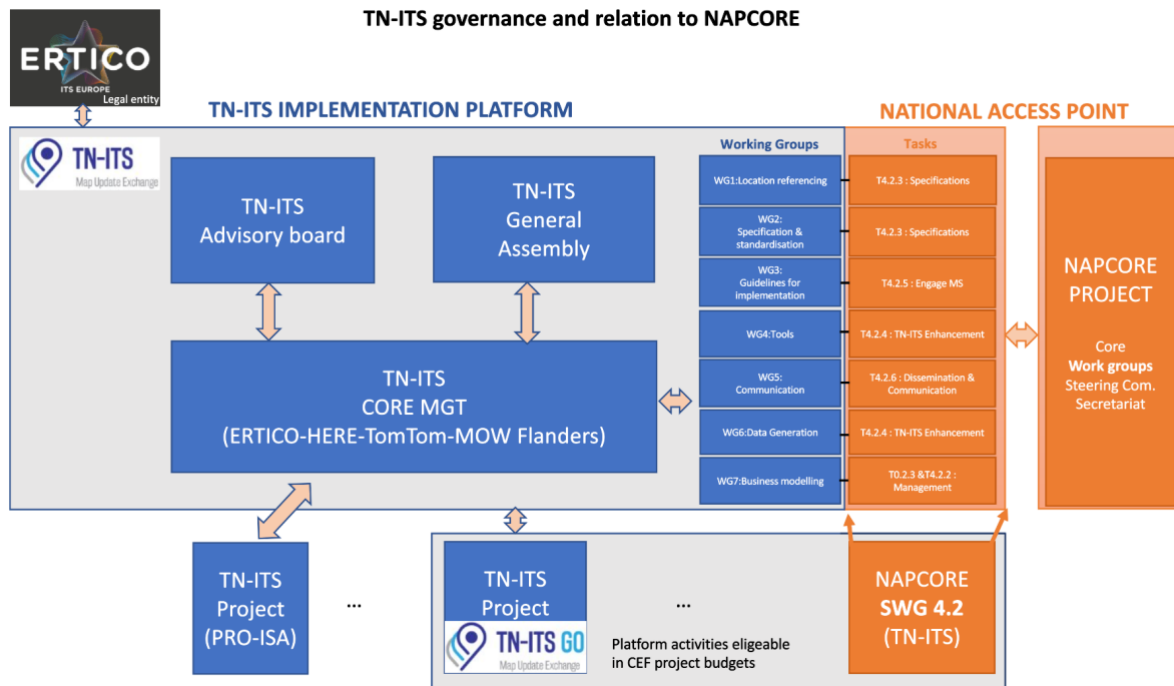 TN-ITS governance and relation to NAPCORE
ERTICO
ITS EUROPE
Legal entity
TN-ITS IMPLEMENTATION PLATFORM
NATIONAL ACCESS POINT
TN-ITS
Map Update Exchange
TN-ITS
Advisory board
TN-ITS
General
Assembly
TN-ITS
CORE MGT
(ERTICO-HERE-TomTom-MOW Flanders)
Working Groups
Tasks
WG1:Location referencing
T4.2.3 : Specifications
WG2:
Specification &
standardisation
T4.2.3 : Specifications
WG3:
Guidelines for
implementation
T4.2.5 : Engage MS
WG4:Tools
T4.2.4 : TN-ITS Enhancement
WG5:
Communication
T4.2.6 : Dissemination &
Communication
WG6:Data Generation
T4.2.4 : TN-ITS Enhancement
WG7:Business modelling
T0.2.3 &T4.2.2 :
Management
NAPCORE
PROJECT
Core
Work groups
Steering Com.
Secretariat
TN-ITS
Project
(PRO-ISA)
...
TN-ITS
Project
TN-ITS GO
Map Update Exchange
...
Platform activities eligeable
in CEF project budgets
NAPCORE
SWG 4.2
(TN-ITS)